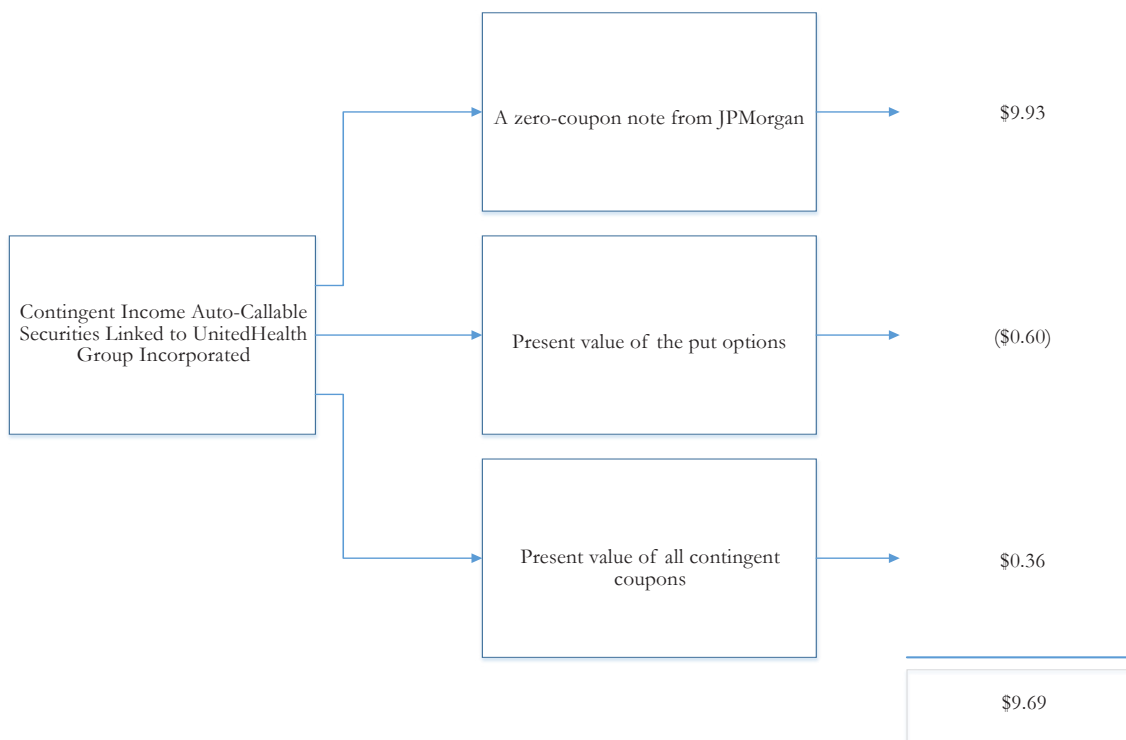 A zero-coupon note from JPMorgan
$9.93
Contingent Income Auto-Callable
Securities Linked to UnitedHealth
Group Incorporated
Present value of the put options
($0.60)
Present value of all contingent
coupons
$0.36
$9.69